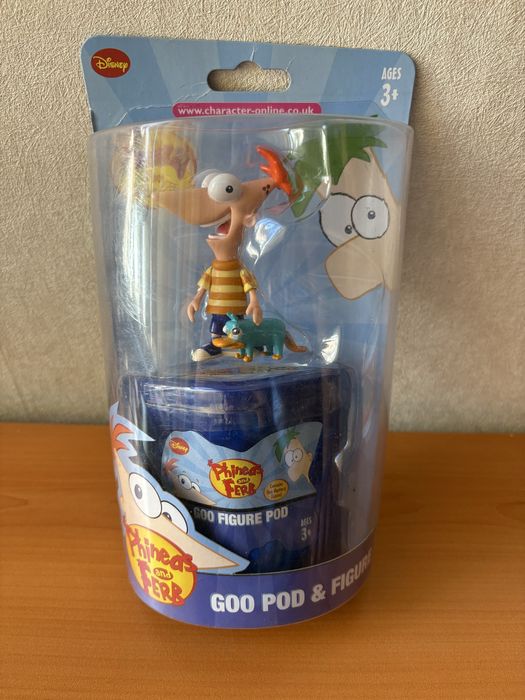 Disney
AGES
3+
www.character-online.co.uk
Disney
Phineas
and
FERB
GOO FIGURE POD
AGES
3+
Phineas
and
FERB
GOO POD & FIGURE